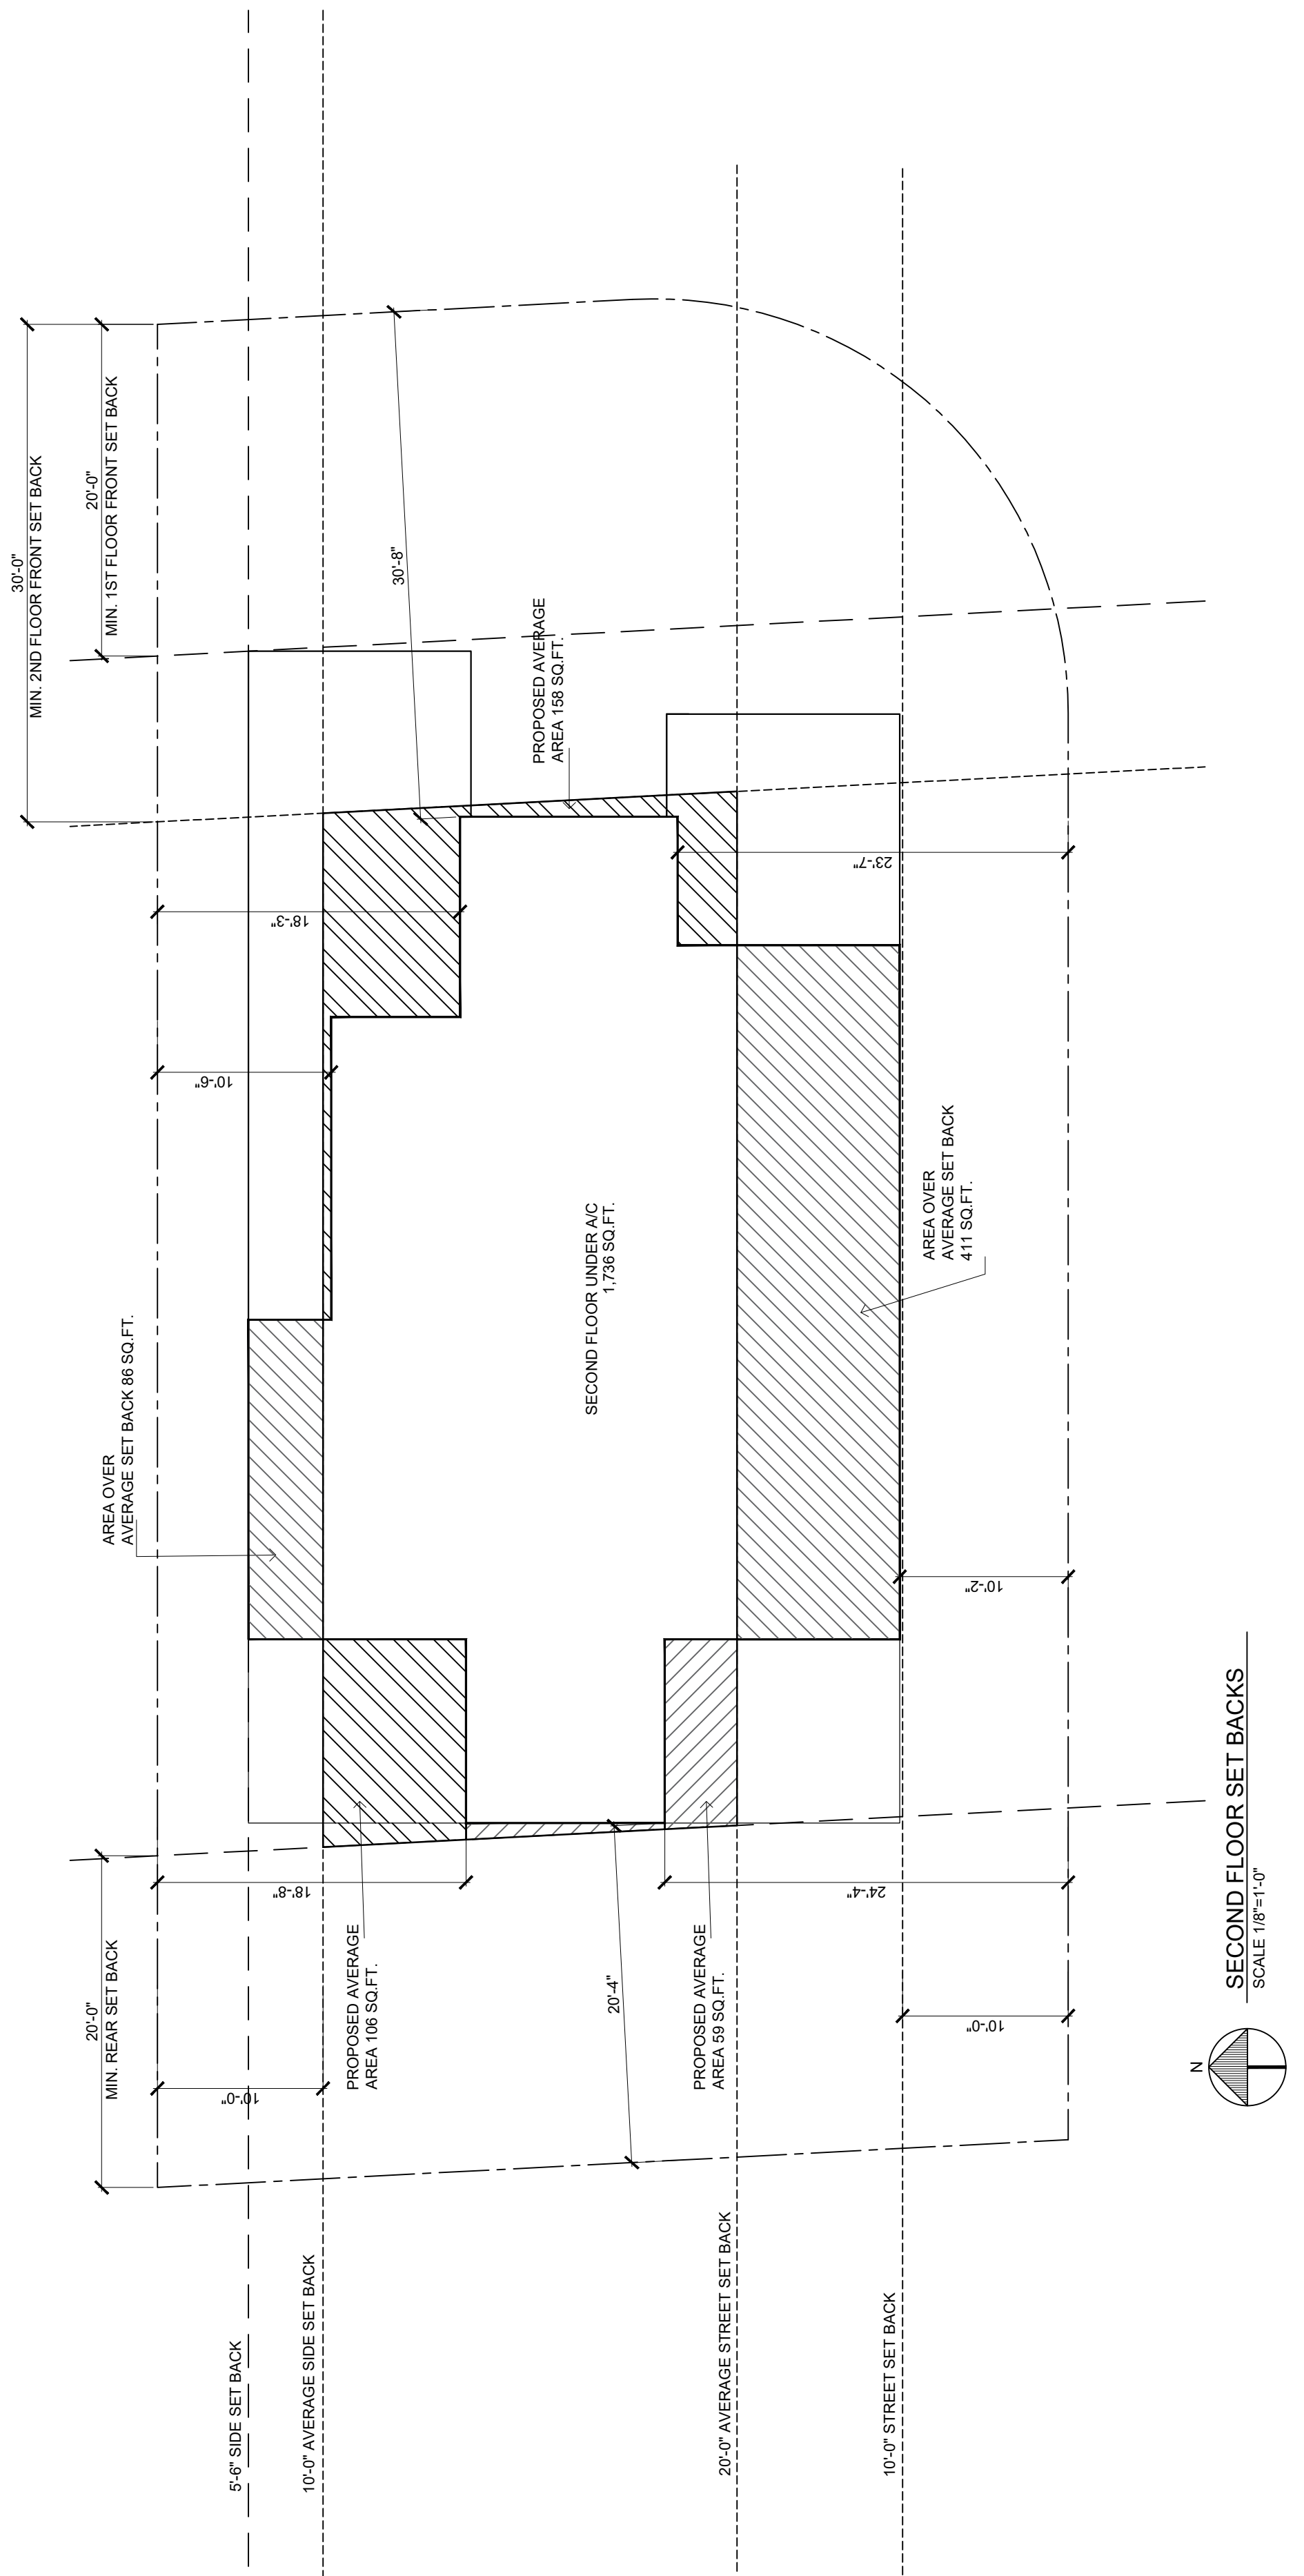 30'-0"
MIN. 2ND FLOOR FRONT SET BACK
20'-0"
MIN. 1ST FLOOR FRONT SET BACK
30'-8"
PROPOSED AVERAGE
AREA 158 SQ.FT.
23'-7"
18'-3"
10'-6"
AREA OVER
AVERAGE SET BACK 86 SQ.FT.
SECOND FLOOR UNDER A/C
1,736 SQ.FT.
AREA OVER
AVERAGE SET BACK
411 SQ.FT.
10'-2"
20'-0"
MIN. REAR SET BACK
18'-8"
24'-4"
PROPOSED AVERAGE
AREA 106 SQ.FT.
20'-4"
PROPOSED AVERAGE
AREA 59 SQ.FT.
10'-0"
10'-0"
5'-6" SIDE SET BACK
10'-0" AVERAGE SIDE SET BACK
20'-0" AVERAGE STREET SET BACK
10'-0" STREET SET BACK
N
SECOND FLOOR SET BACKS
SCALE 1/8"=1'-0"